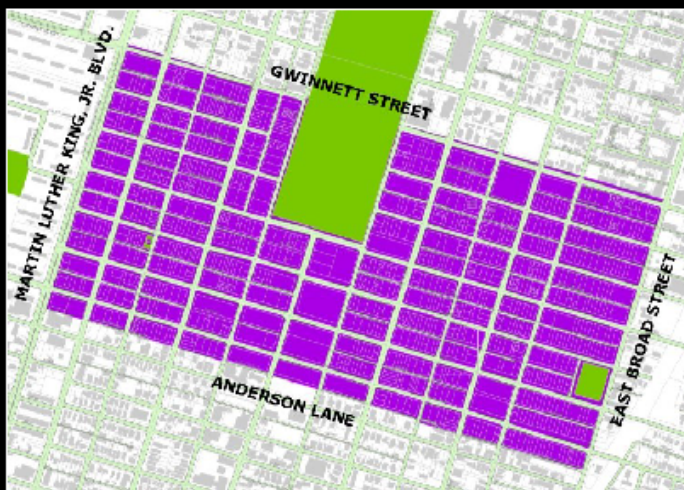 MARTIN LUTHER KING, JR. BLVD.
GWINNETT STREET
EAST BROAD STREET
ANDERSON LANE